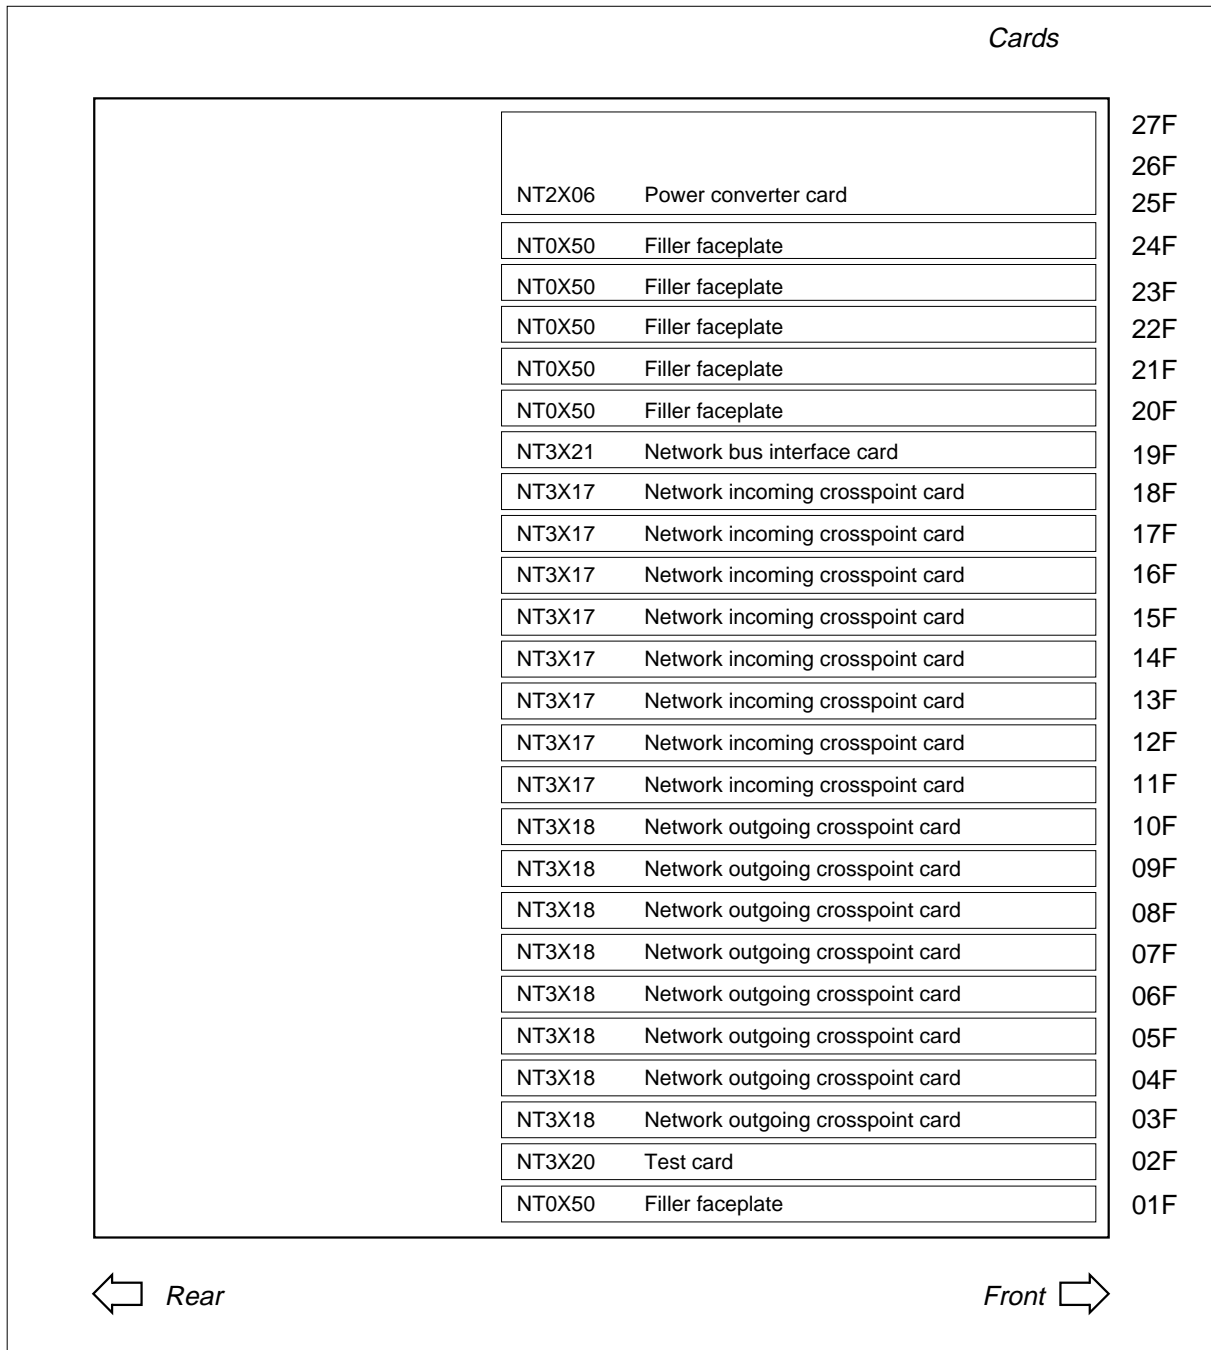 Cards
27F
26F
NT2X06 Power converter card 25F
NT0X50 Filler faceplate 24F
NT0X50 Filler faceplate 23F
NT0X50 Filler faceplate 22F
NT0X50 Filler faceplate 21F
NT0X50 Filler faceplate 20F
NT3X21 Network bus interface card 19F
NT3X17 Network incoming crosspoint card 18F
NT3X17 Network incoming crosspoint card 17F
NT3X17 Network incoming crosspoint card 16F
NT3X17 Network incoming crosspoint card 15F
NT3X17 Network incoming crosspoint card 14F
NT3X17 Network incoming crosspoint card 13F
NT3X17 Network incoming crosspoint card 12F
NT3X17 Network incoming crosspoint card 11F
NT3X18 Network outgoing crosspoint card 10F
NT3X18 Network outgoing crosspoint card 09F
NT3X18 Network outgoing crosspoint card 08F
NT3X18 Network outgoing crosspoint card 07F
NT3X18 Network outgoing crosspoint card 06F
NT3X18 Network outgoing crosspoint card 05F
NT3X18 Network outgoing crosspoint card 04F
NT3X18 Network outgoing crosspoint card 03F
NT3X20 Test card 02F
NT0X50 Filler faceplate 01F
Rear Front